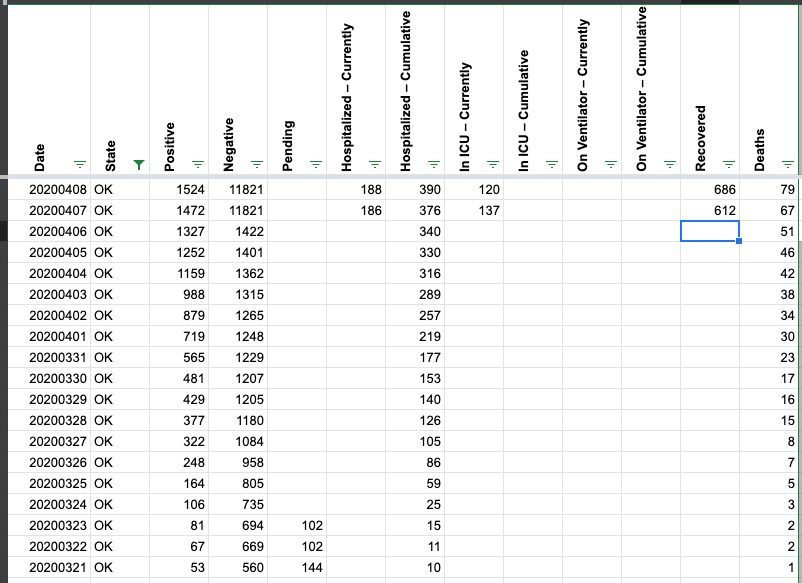 Date State Positive Negative Pending Hospitalized – Currently Hospitalized – Cumulative In ICU – Currently In ICU – Cumulative On Ventilator – Currently On Ventilator – Cumulative Recovered Deaths
20200408 OK 1524 11821 188 390 120 686 79
20200407 OK 1472 11821 186 376 137 612 67
20200406 OK 1327 1422 340 51
20200405 OK 1252 1401 330 46
20200404 OK 1159 1362 316 42
20200403 OK 988 1315 289 38
20200402 OK 879 1265 257 34
20200401 OK 719 1248 219 30
20200331 OK 565 1229 177 23
20200330 OK 481 1207 153 17
20200329 OK 429 1205 140 16
20200328 OK 377 1180 126 15
20200327 OK 322 1084 105 8
20200326 OK 248 958 86 7
20200325 OK 164 805 59 5
20200324 OK 106 735 25 3
20200323 OK 81 694 102 15 2
20200322 OK 67 669 102 11 2
20200321 OK 53 560 144 10 1